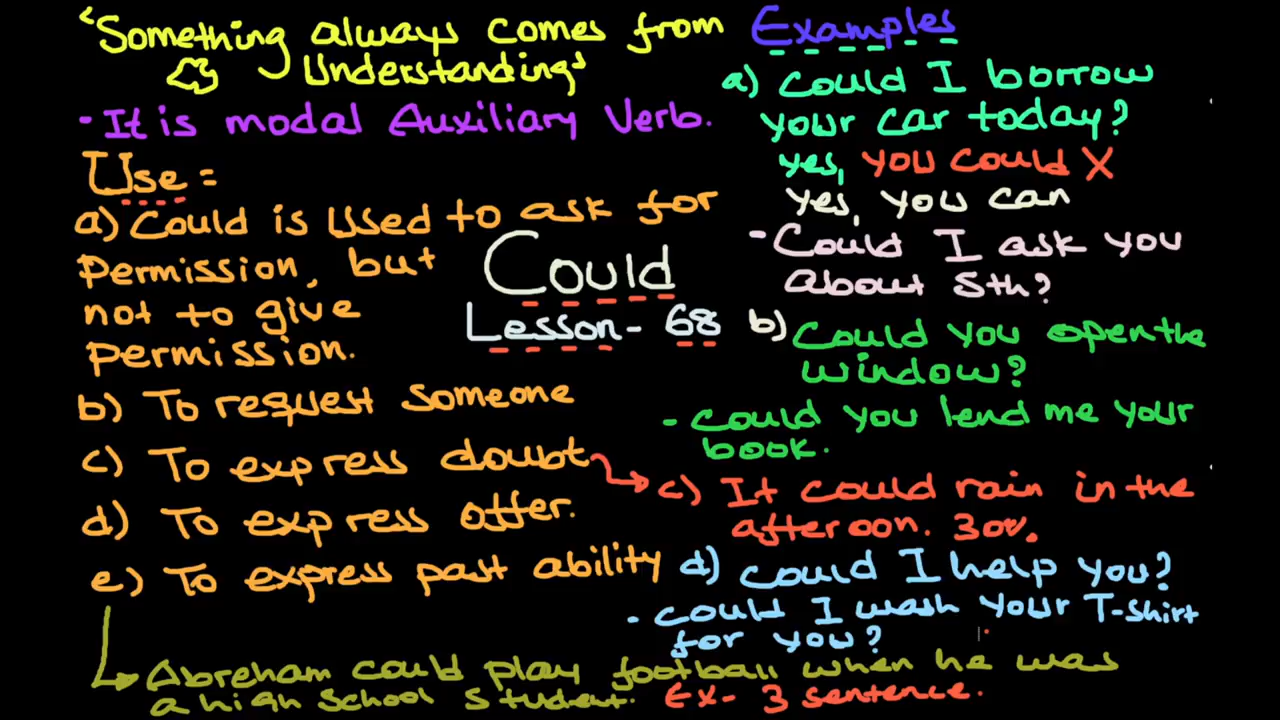 "Something always comes from
Understanding"
- It is modal Auxiliary Verb.
Use =
a) Could is used to ask for
permission, but
not to give
permission.
b) To request someone
c) To express doubt
d) To express offer.
e) To express past ability
Abreham could play football when he was
a high School Student.
Could
Lesson - 68
Examples
a) Could I borrow
your car today?
yes, you could X
yes, you can
- Could I ask you
about Sth?
b) Could you open the
window?
- Could you lend me your
book.
c) It could rain in the
afteroon. 30%.
d) Could I help you?
- Could I wash your T-shirt
for you?
Ex- 3 sentence.